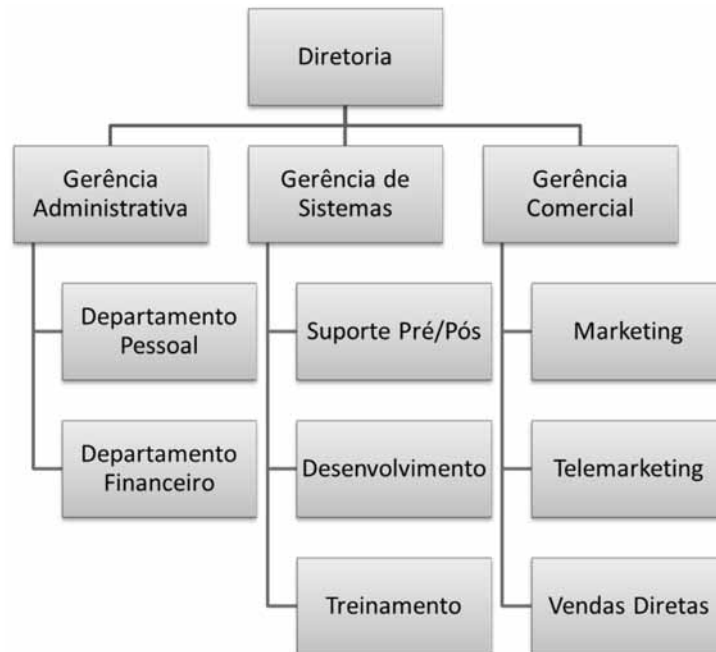 Diretoria
Gerência
Administrativa
Gerência de
Sistemas
Gerência
Comercial
Departamento
Pessoal
Suporte Pré/Pós
Marketing
Departamento
Financeiro
Desenvolvimento
Telemarketing
Treinamento
Vendas Diretas